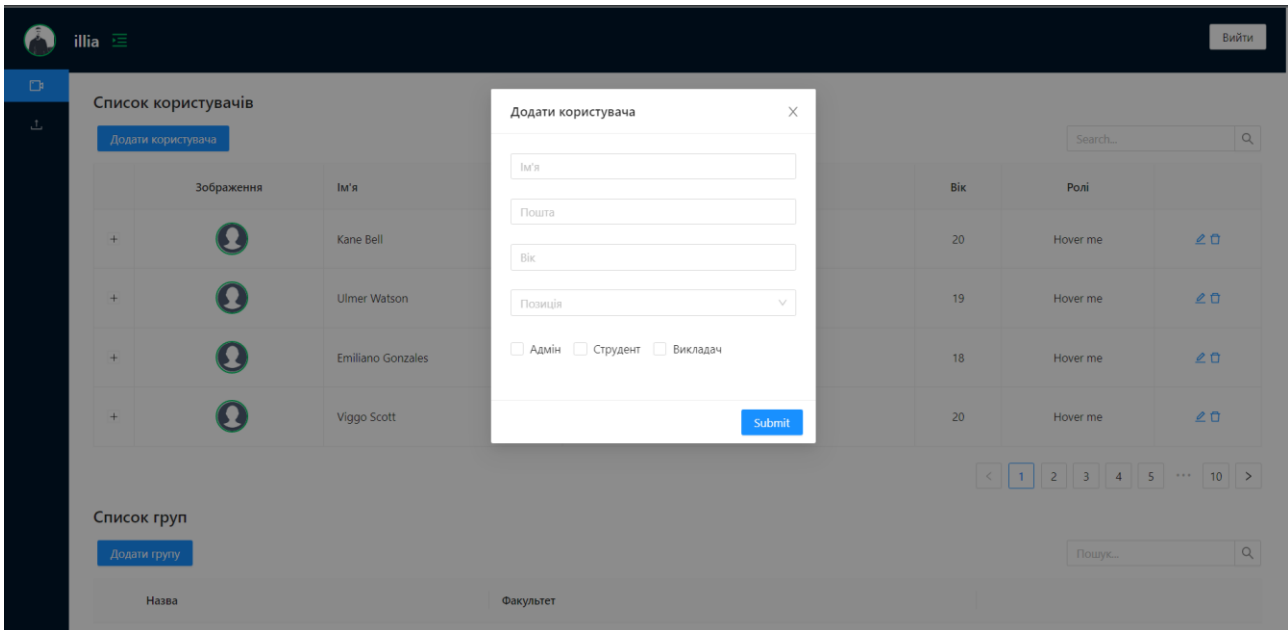 illia
Вийти
Список користувачів
Додати користувача
Search...
Зображення Ім'я Вік Ролі
+ Kane Bell 20 Hover me
+ Ulmer Watson 19 Hover me
+ Emiliano Gonzales 18 Hover me
+ Viggo Scott 20 Hover me
Додати користувача
Ім'я
Пошта
Вік
Позиція
Адмін Струдент Викладач
Submit
< 1 2 3 4 5 ••• 10 >
Список груп
Додати групу
Пошук...
Назва Факультет